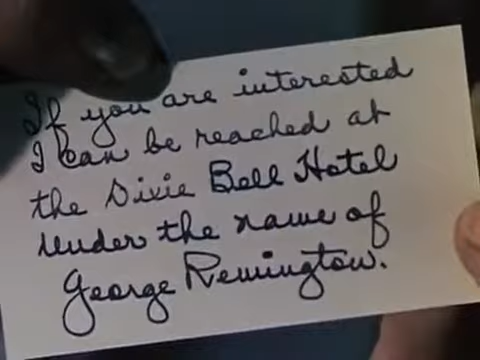 If you are interested
I can be reached at
the Dixie Bell Hotel
under the name of
George Remington.